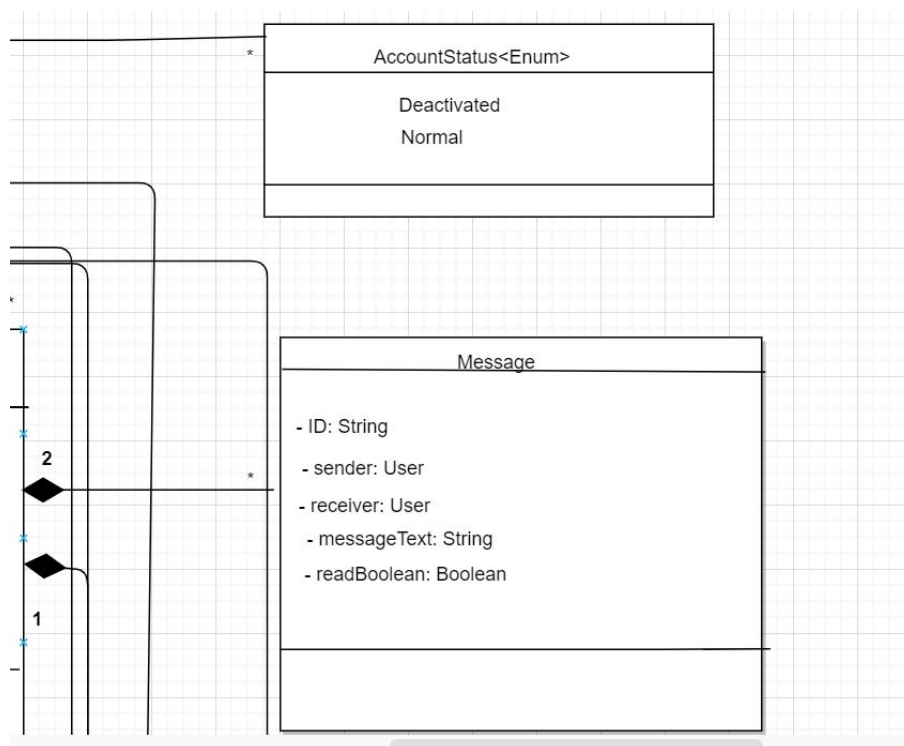 *
AccountStatus<Enum>
Deactivated
Normal
*
Message
- ID: String
- sender: User
2
*
- receiver: User
- messageText: String
- readBoolean: Boolean
1